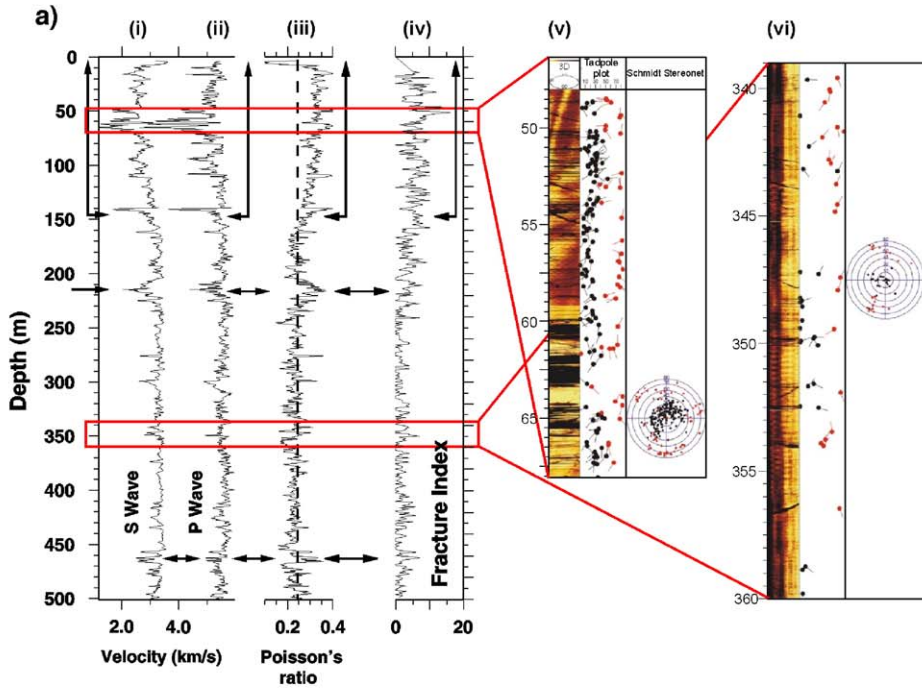 a)
(i) (ii) (iii) (iv) (v) (vi)
0
50
100
150
200
250
300
350
400
450
500
Depth (m)
S Wave
P Wave
Fracture Index
2.0 4.0 0.2 0.4 0 20
Velocity (km/s)
Poisson's ratio
3D
Tadpole plot
Schmidt Stereonet
50
55
60
65
340
345
350
355
360